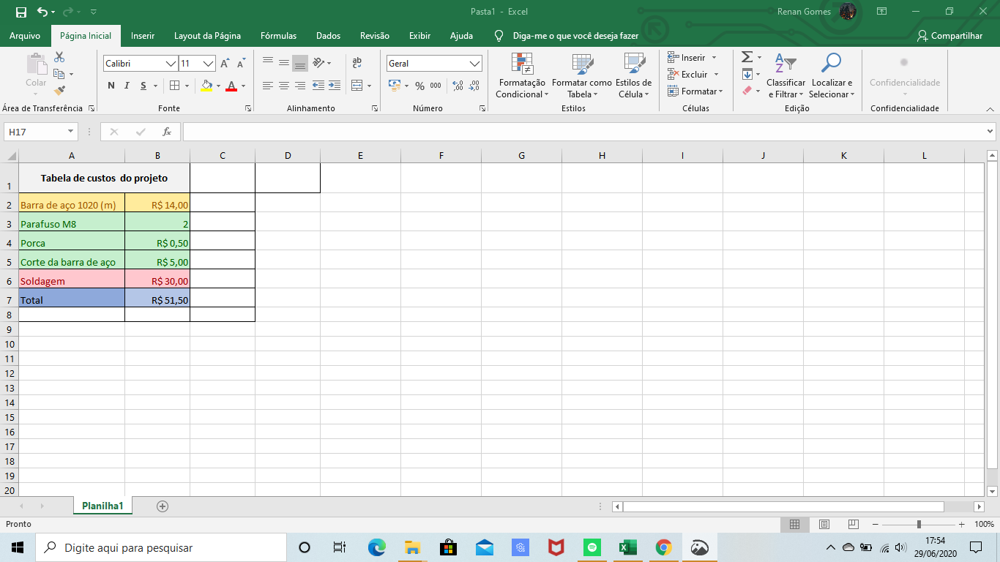 Pasta1 - Excel
Renan Gomes
Arquivo Página Inicial Inserir Layout da Página Fórmulas Dados Revisão Exibir Ajuda Diga-me o que você deseja fazer Compartilhar
Colar
Área de Transferência
Calibri 11
N I S A
Fonte
ab
c
Alinhamento
Geral
% 000
Número
Formatação Condicional
Formatar como Tabela
Estilos de Célula
Estilos
Inserir
Excluir
Formatar
Células
Classificar e Filtrar
Localizar e Selecionar
Edição
Confidencialidade
Confidencialidade
H17 fx
A B C D E F G H I J K L
1 Tabela de custos do projeto
2 Barra de aço 1020 (m) R$ 14,00
3 Parafuso M8 2
4 Porca R$ 0,50
5 Corte da barra de aço R$ 5,00
6 Soldagem R$ 30,00
7 Total R$ 51,50
8
9
10
11
12
13
14
15
16
17
18
19
20
Planilha1
Pronto 100%
Digite aqui para pesquisar
17:54
29/06/2020